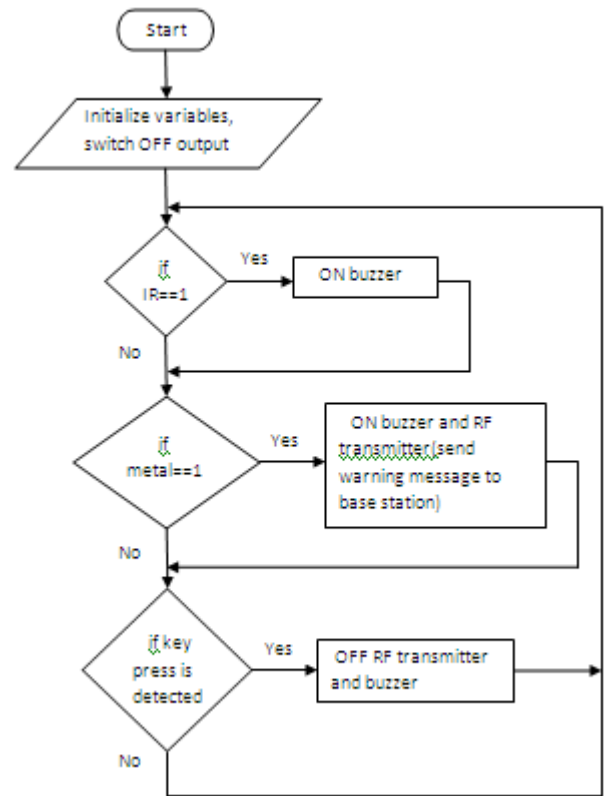 Start
Initialize variables,
switch OFF output
if
IR==1
Yes
ON buzzer
No
if
metal==1
Yes
ON buzzer and RF
transmitter(send
warning message to
base station)
No
if key
press is
detected
Yes
OFF RF transmitter
and buzzer
No